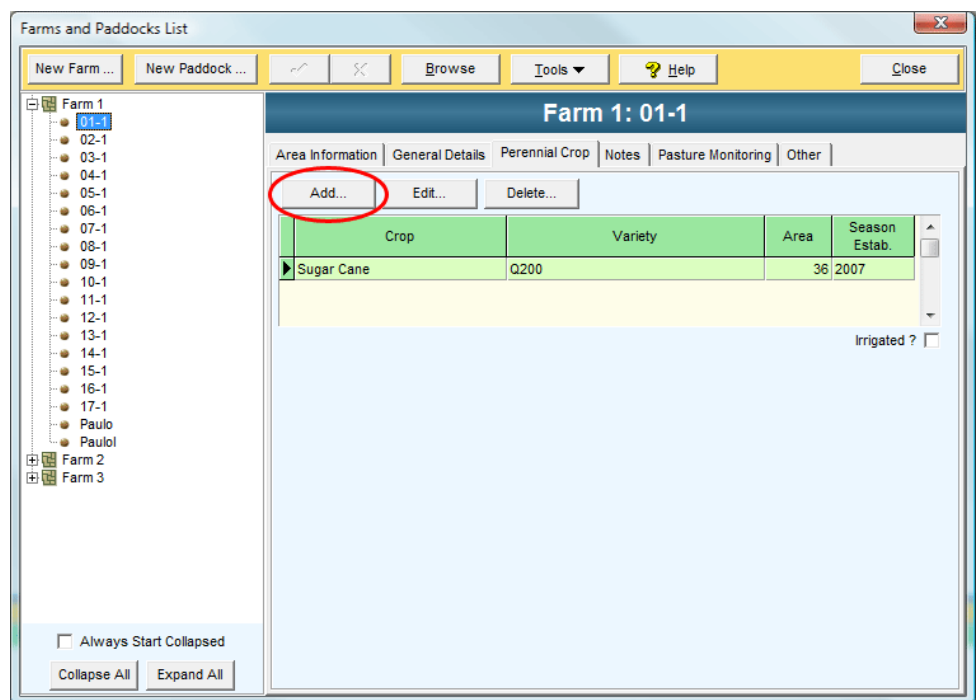 Farms and Paddocks List
New Farm ... New Paddock ... Browse Tools Help Close
Farm 1
01-1
02-1
03-1
04-1
05-1
06-1
07-1
08-1
09-1
10-1
11-1
12-1
13-1
14-1
15-1
16-1
17-1
Paulo
Paulol
Farm 2
Farm 3
Always Start Collapsed
Collapse All Expand All
Farm 1: 01-1
Area Information General Details Perennial Crop Notes Pasture Monitoring Other
Add... Edit... Delete...
Crop Variety Area Season Estab.
Sugar Cane Q200 36 2007
Irrigated ?